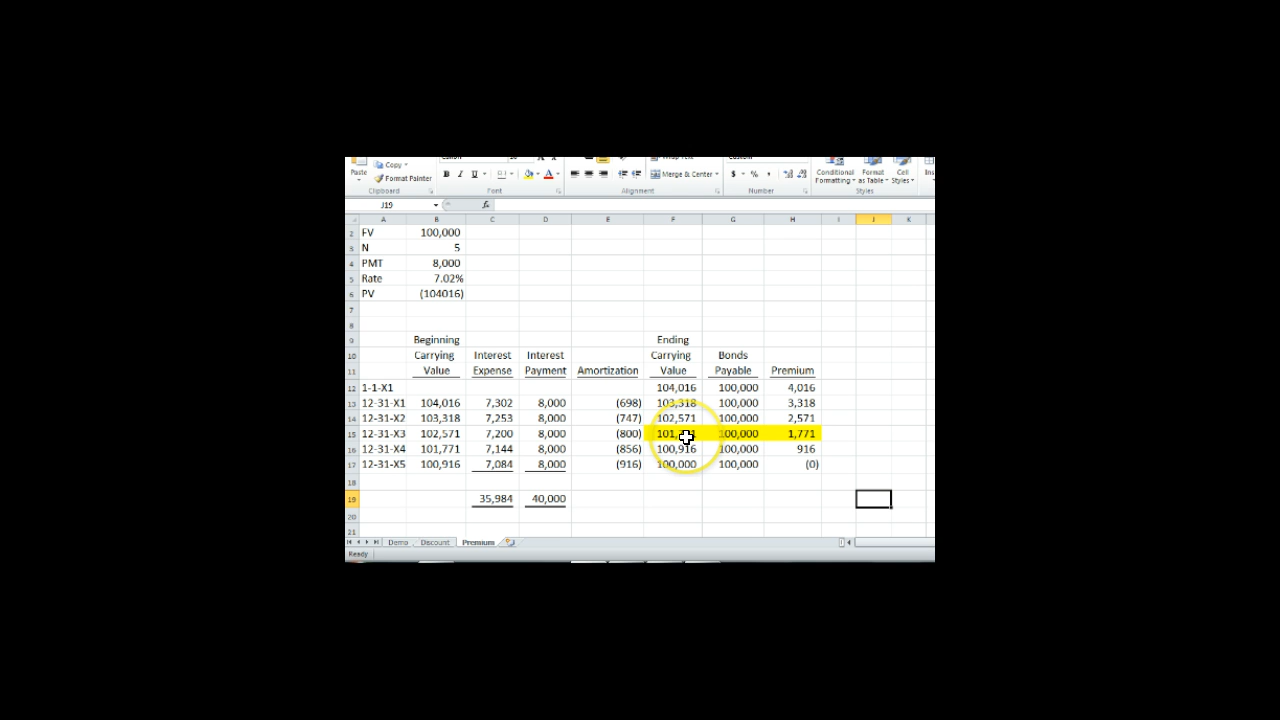 Copy
Paste
Format Painter
B I U A
Merge & Center
$ % ,
Conditional Format Cell
Formatting as Table Styles
Clipboard Font Alignment Number Styles
J19 fx
A B C D E F G H I J K
2 FV 100,000
3 N 5
4 PMT 8,000
5 Rate 7.02%
6 PV (104016)
7
8
9 Beginning Ending
10 Carrying Interest Interest Carrying Bonds
11 Value Expense Payment Amortization Value Payable Premium
12 1-1-X1 104,016 100,000 4,016
13 12-31-X1 104,016 7,302 8,000 (698) 103,318 100,000 3,318
14 12-31-X2 103,318 7,253 8,000 (747) 102,571 100,000 2,571
15 12-31-X3 102,571 7,200 8,000 (800) 100,000 1,771
16 12-31-X4 101,771 7,144 8,000 (856) 100,916 100,000 916
17 12-31-X5 100,916 7,084 8,000 (916) 100,000 100,000 (0)
18
19 35,984 40,000
20
21
Demo Discount Premium
Ready